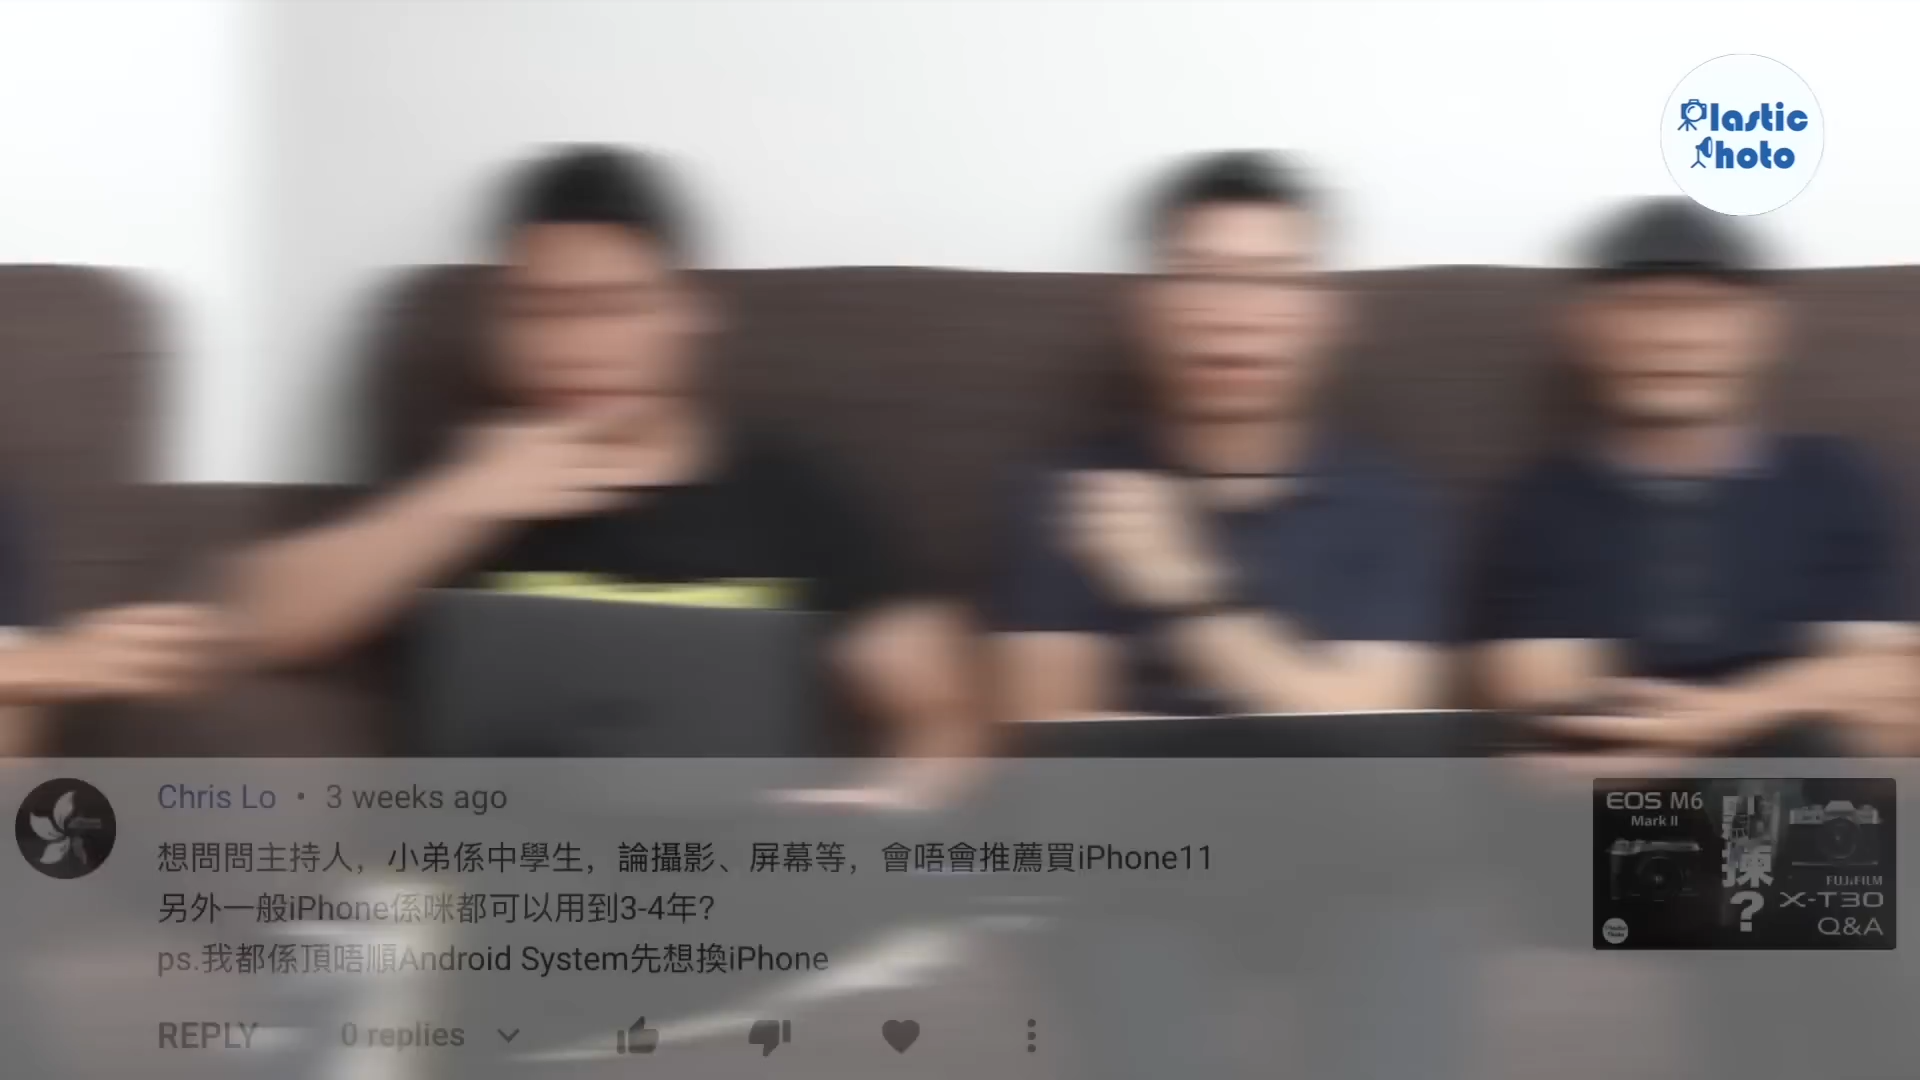 Plastic
Photo
Chris Lo • 3 weeks ago
想問問主持人，小弟係中學生，論攝影、屏幕等，會唔會推薦買iPhone11
另外一般iPhone係咪都可以用到3-4年?
ps.我都係頂唔順Android System先想換iPhone
REPLY 0 replies
EOS M6
Mark II
點揀?
FUJIFILM
X-T30
Q&A